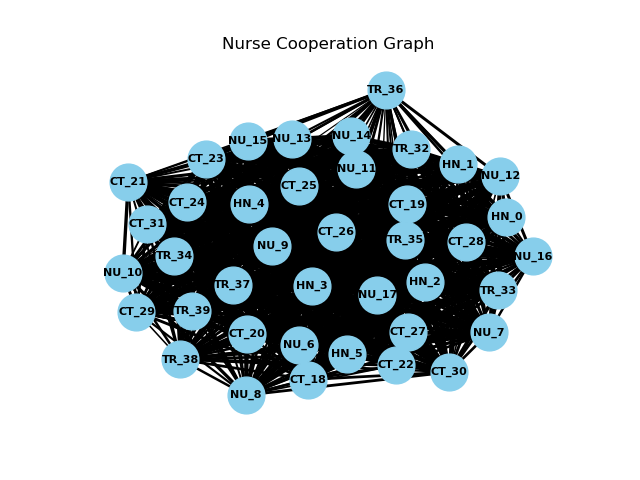 Nurse Cooperation Graph
TR_36
NU_14
NU_13
NU_15
TR_32
CT_23
HN_1
NU_11
NU_12
CT_21
CT_25
CT_24
HN_4
CT_19
HN_0
CT_31
CT_26
TR_35
CT_28
NU_9
TR_34
NU_16
NU_10
HN_2
TR_37
HN_3
TR_33
NU_17
TR_39
CT_29
CT_27
NU_7
CT_20
NU_6
HN_5
TR_38
CT_22
CT_30
CT_18
NU_8